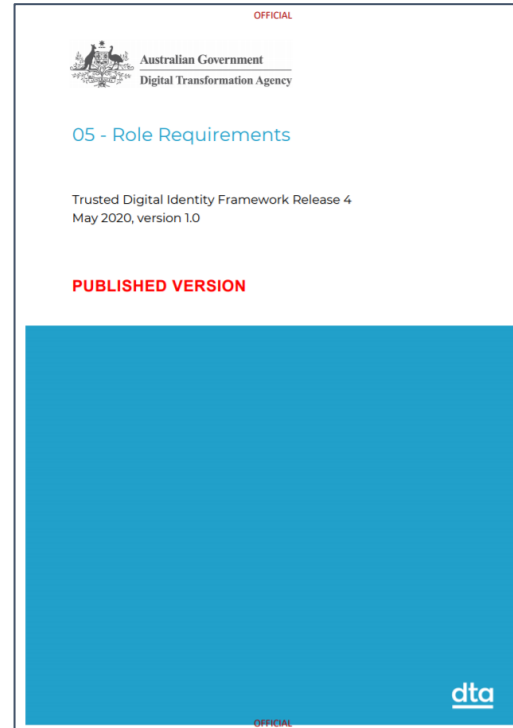 OFFICIAL
Australian Government
Digital Transformation Agency
05 - Role Requirements
Trusted Digital Identity Framework Release 4
May 2020, version 1.0
PUBLISHED VERSION
dta
OFFICIAL